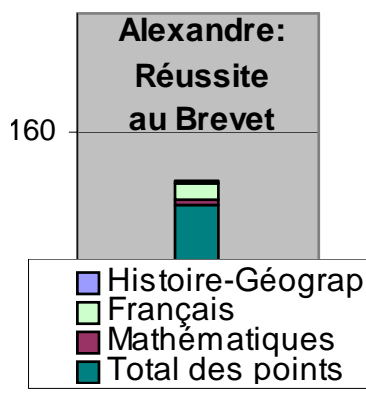 Alexandre:
Réussite
au Brevet
160
Histoire-Géograp
Français
Mathématiques
Total des points